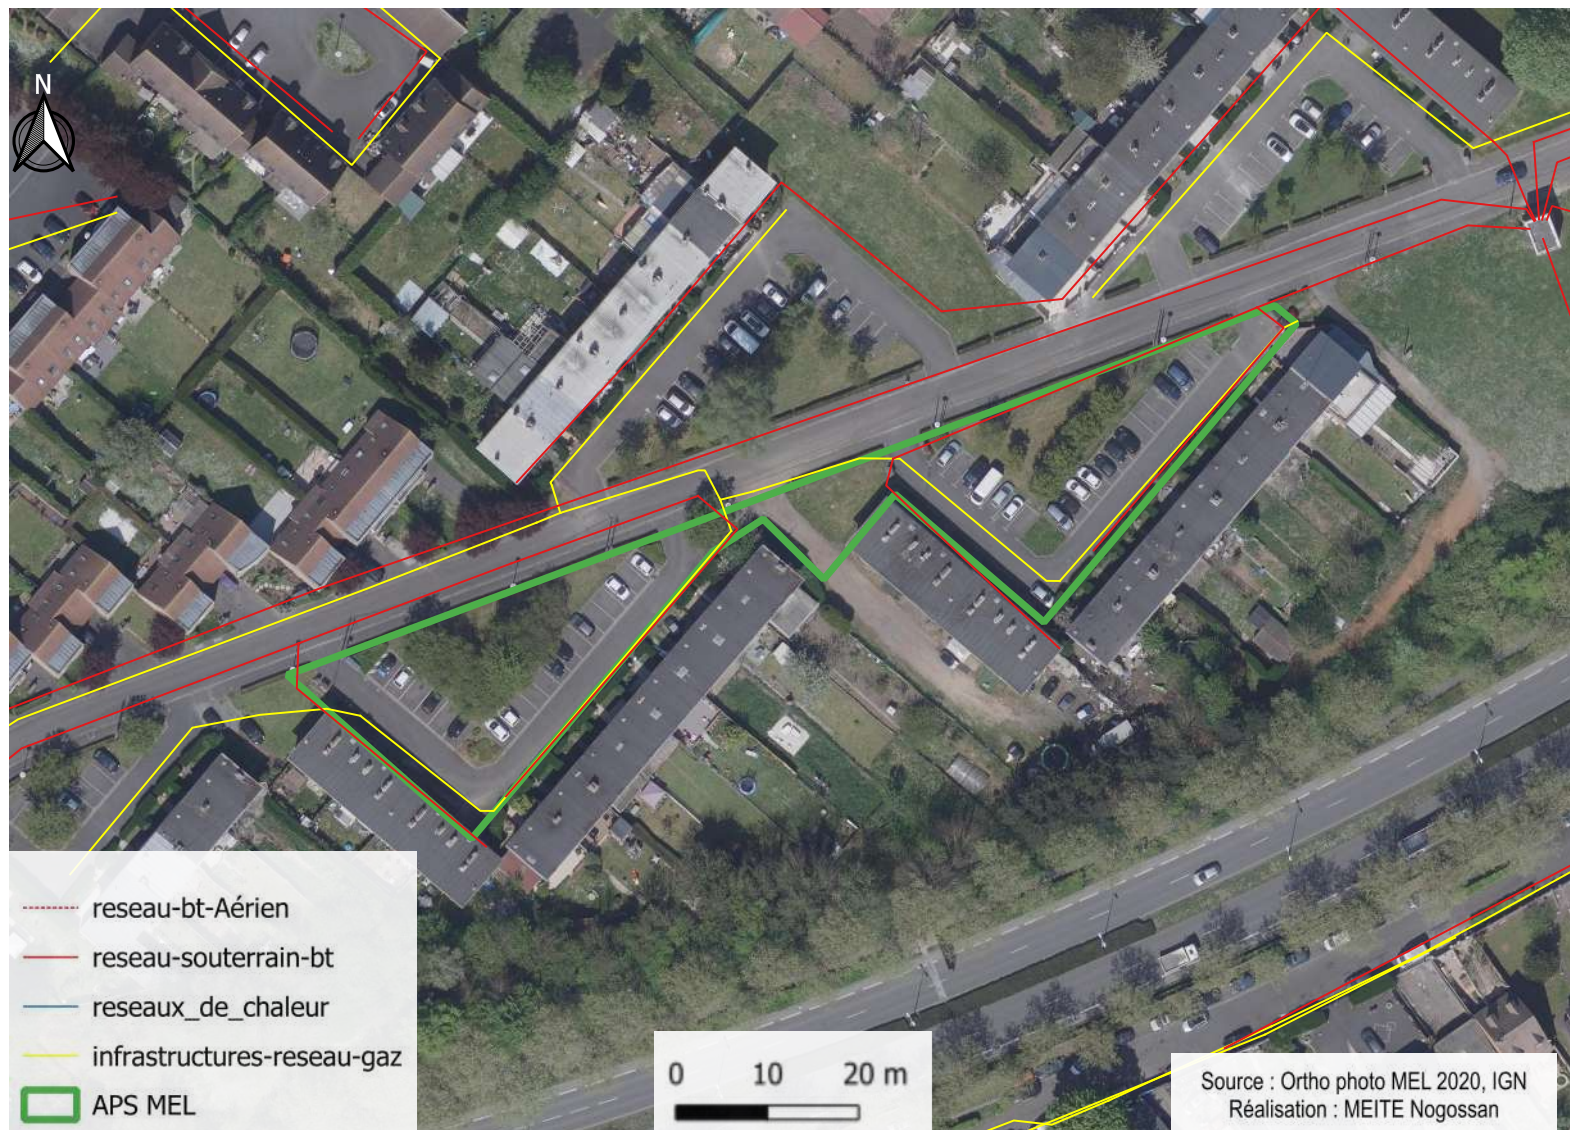 N
reseau-bt-Aérien
reseau-souterrain-bt
reseaux_de_chaleur
infrastructures-reseau-gaz
APS MEL
0 10 20 m
Source : Ortho photo MEL 2020, IGN
Réalisation : MEITE Nogossan